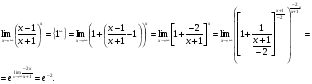 lim_{x→∞} ((x−1)/(x+1))^x = {1^∞} = lim_{x→∞} (1 + ((x−1)/(x+1) − 1))^x = lim_{x→∞} [1 + (−2)/(x+1)]^x = lim_{x→∞} ([1 + 1/((x+1)/(−2))]^{(x+1)/(−2)})^{(−2)/(x+1) · x} =
= e^{lim_{x→∞} (−2x)/(x+1)} = e^{−2}.